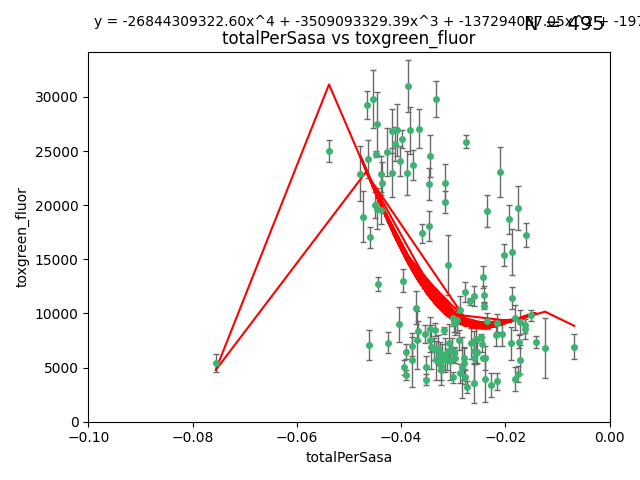 y = -26844309322.60x^4 + -3509093329.39x^3 +
N = 495
totalPerSasa vs toxgreen_fluor
toxgreen_fluor
30000
25000
20000
15000
10000
5000
0
−0.10 −0.08 −0.06 −0.04 −0.02 0.00
totalPerSasa